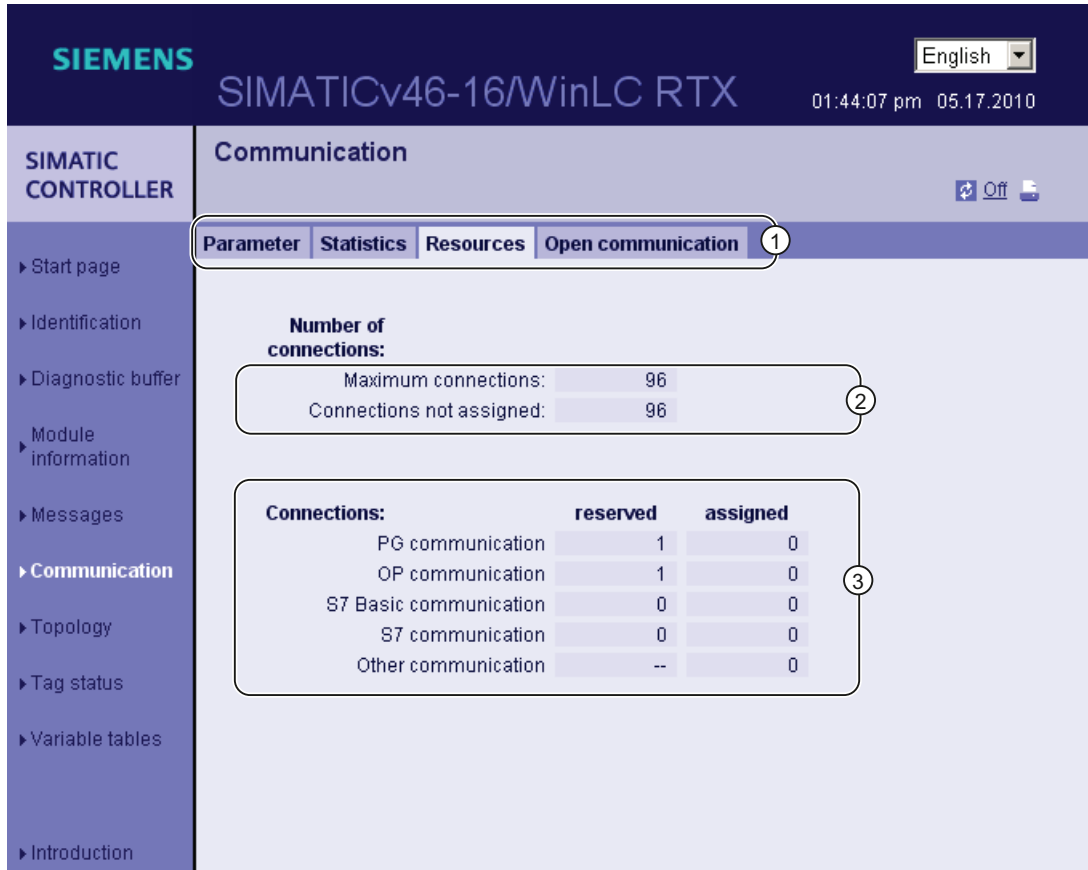 SIEMENS
English
SIMATICv46-16/WinLC RTX
01:44:07 pm 05.17.2010
SIMATIC
CONTROLLER
Communication
Off
Parameter Statistics Resources Open communication 1
Start page
Identification
Diagnostic buffer
Module
information
Messages
Communication
Topology
Tag status
Variable tables
Introduction
Number of
connections:
Maximum connections: 96
Connections not assigned: 96
2
Connections: reserved assigned
PG communication 1 0
OP communication 1 0
S7 Basic communication 0 0
S7 communication 0 0
Other communication -- 0
3